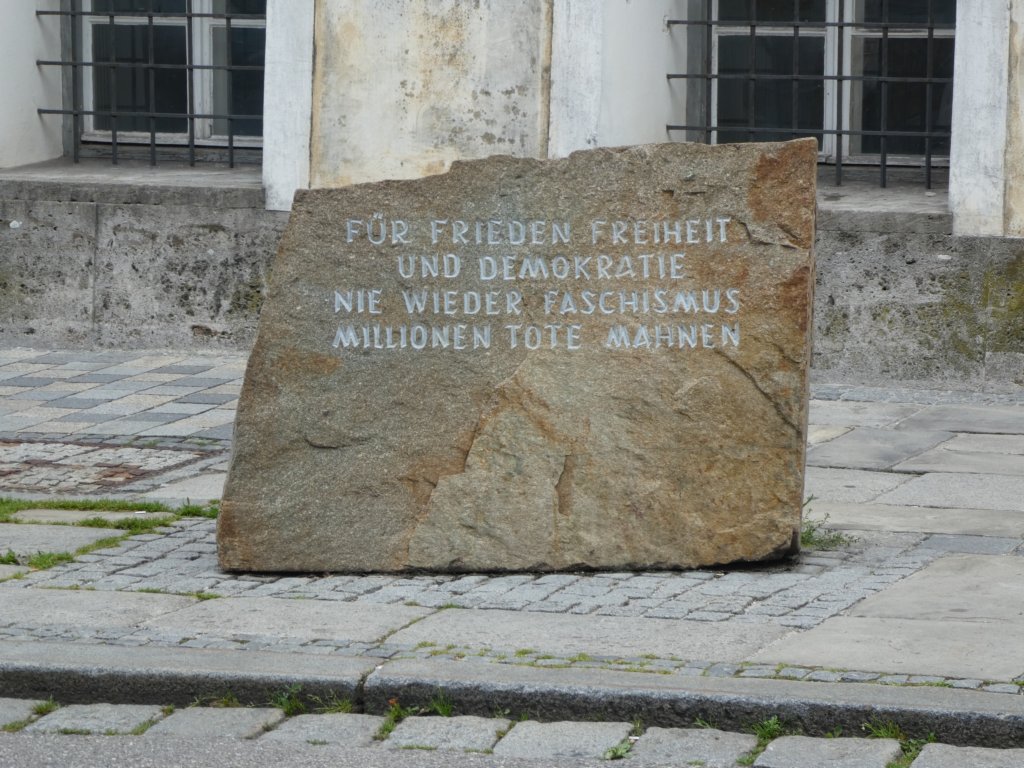 FÜR FRIEDEN FREIHEIT
UND DEMOKRATIE
NIE WIEDER FASCHISMUS
MILLIONEN TOTE MAHNEN